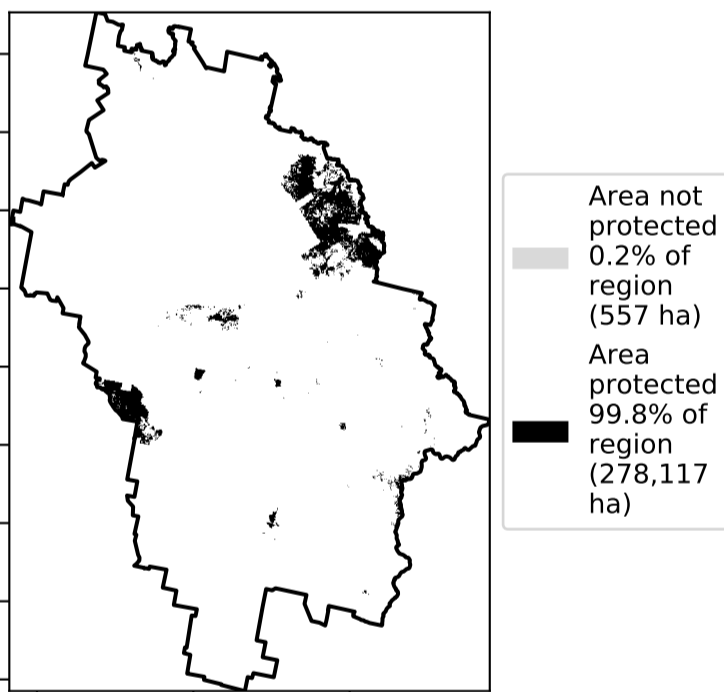 Area not
protected
0.2% of
region
(557 ha)
Area
protected
99.8% of
region
(278,117
ha)